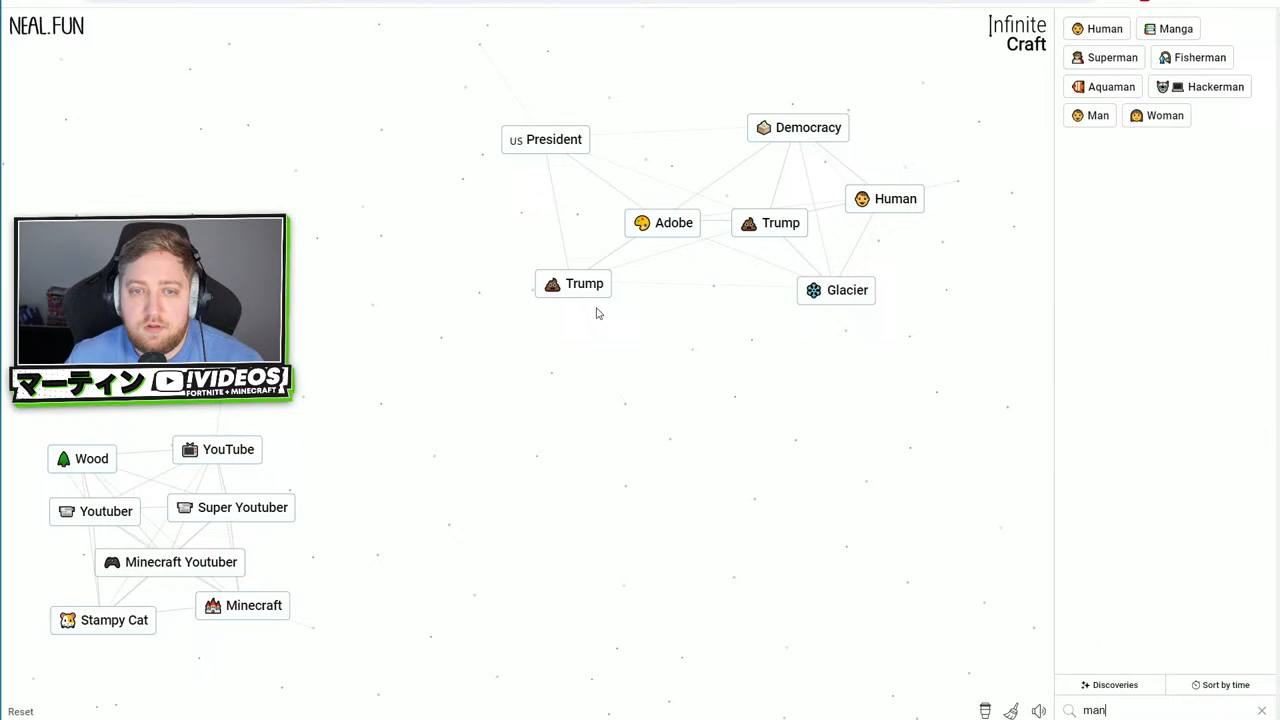 NEAL.FUN
Infinite
Craft
Human
Manga
Superman
Fisherman
Aquaman
Hackerman
Man
Woman
US President
Democracy
Human
Adobe
Trump
Trump
Glacier
マーティン
!VIDEOS
FORTNITE + MINECRAFT
Wood
YouTube
Youtuber
Super Youtuber
Minecraft Youtuber
Stampy Cat
Minecraft
Reset
Discoveries
Sort by time
man